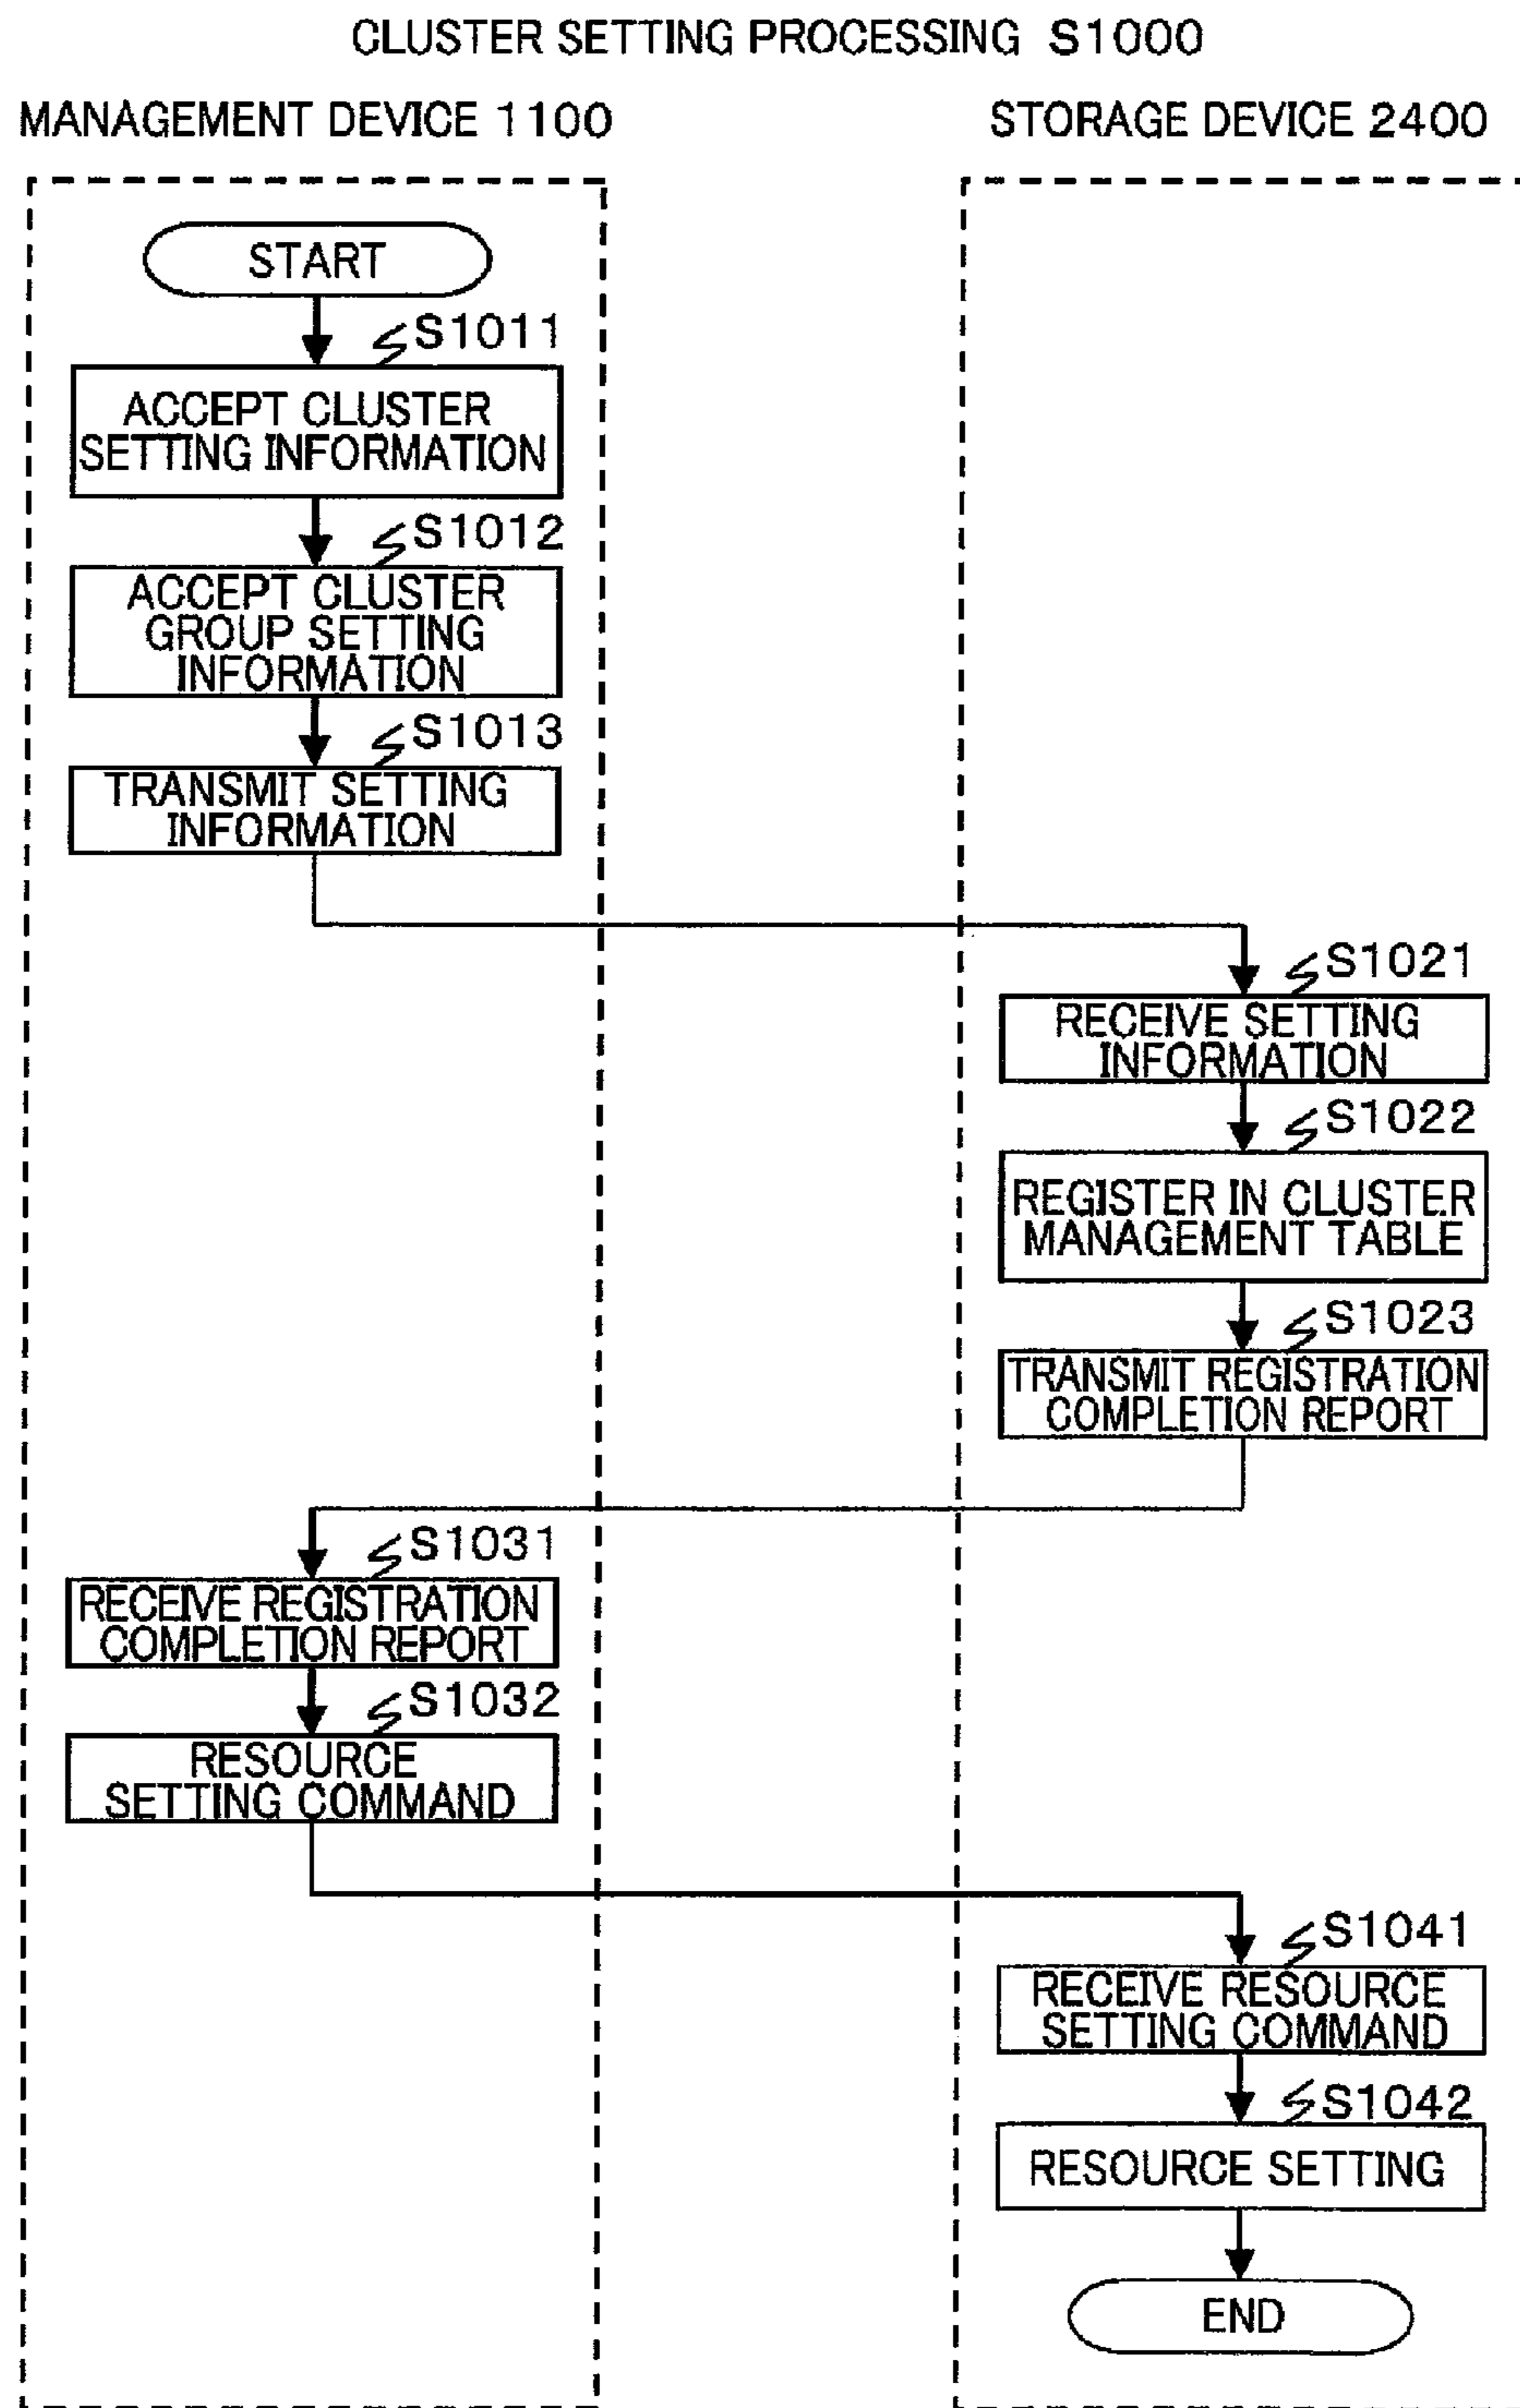 CLUSTER SETTING PROCESSING S1000
MANAGEMENT DEVICE 1100
STORAGE DEVICE 2400
START
S1011
ACCEPT CLUSTER
SETTING INFORMATION
S1012
ACCEPT CLUSTER
GROUP SETTING
INFORMATION
S1013
TRANSMIT SETTING
INFORMATION
S1021
RECEIVE SETTING
INFORMATION
S1022
REGISTER IN CLUSTER
MANAGEMENT TABLE
S1023
TRANSMIT REGISTRATION
COMPLETION REPORT
S1031
RECEIVE REGISTRATION
COMPLETION REPORT
S1032
RESOURCE
SETTING COMMAND
S1041
RECEIVE RESOURCE
SETTING COMMAND
S1042
RESOURCE SETTING
END